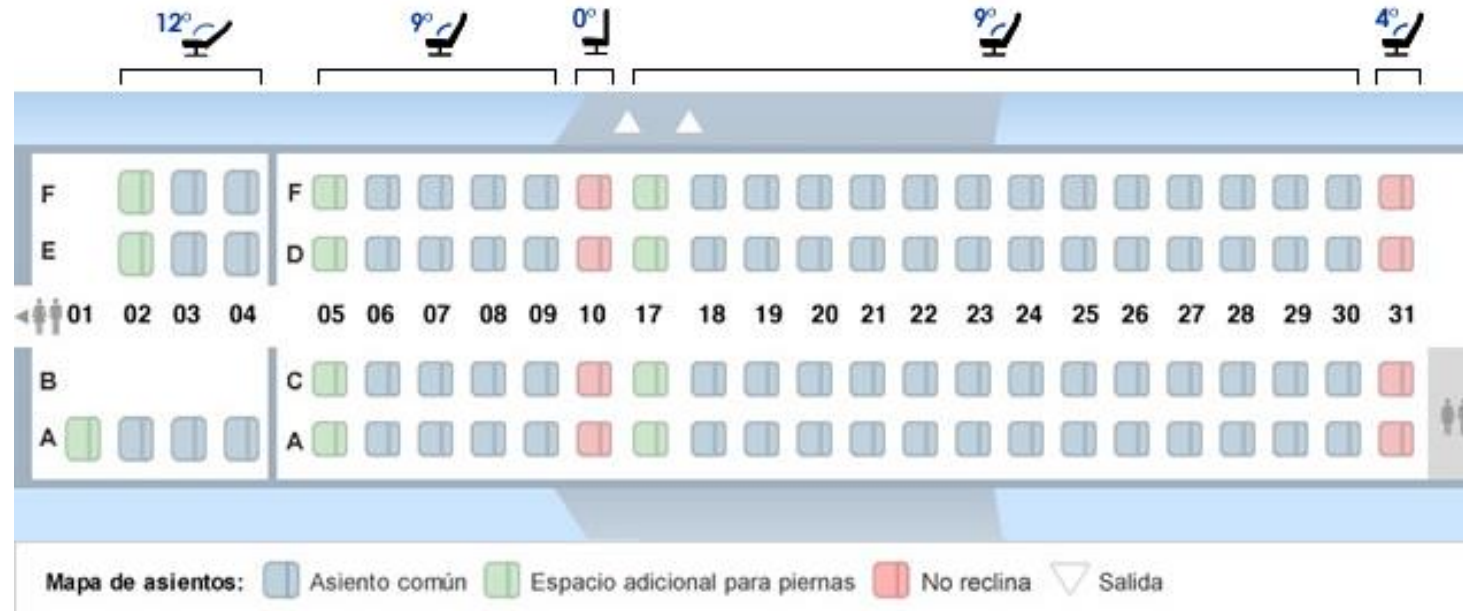 12° 9° 0° 9° 4°
F F
E D
01 02 03 04 05 06 07 08 09 10 17 18 19 20 21 22 23 24 25 26 27 28 29 30 31
B C
A A
Mapa de asientos: Asiento común Espacio adicional para piernas No reclina Salida